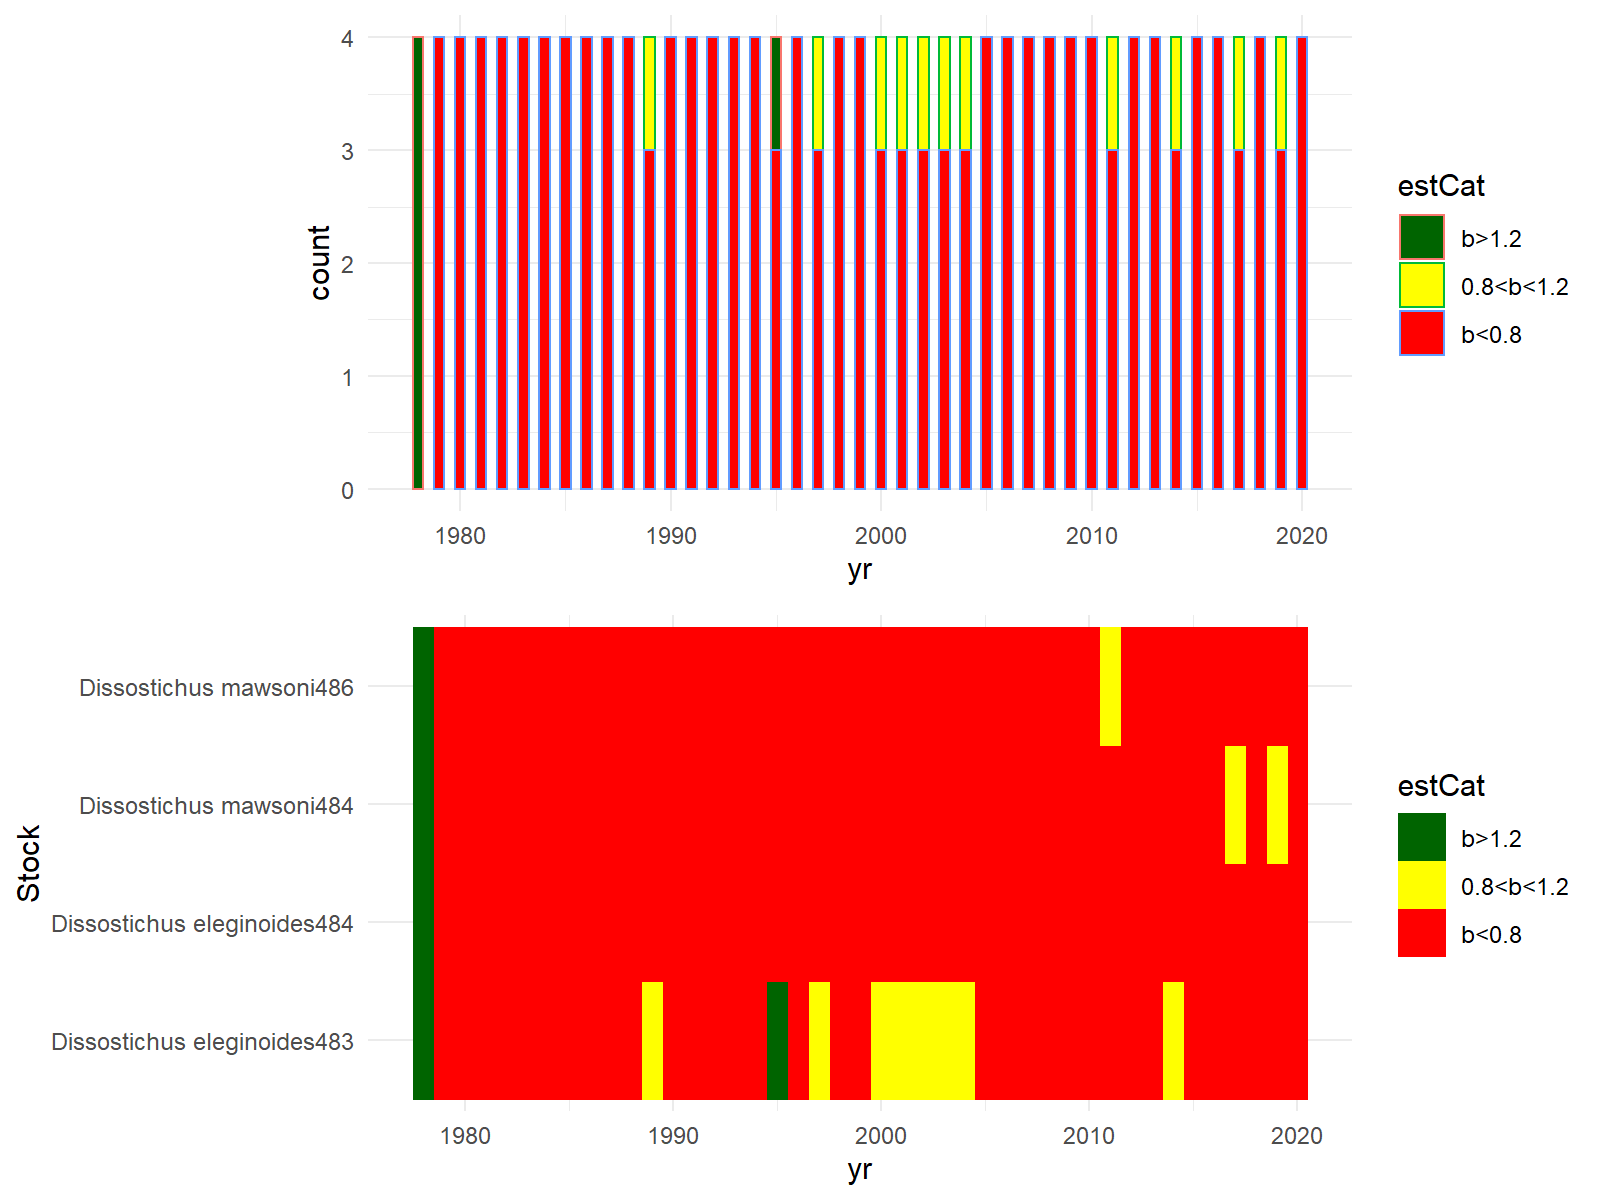 4
3
2
1
0
count
1980 1990 2000 2010 2020
yr
estCat
b>1.2
0.8<b<1.2
b<0.8
Dissostichus mawsoni486
Dissostichus mawsoni484
Dissostichus eleginoides484
Dissostichus eleginoides483
Stock
1980 1990 2000 2010 2020
yr
estCat
b>1.2
0.8<b<1.2
b<0.8